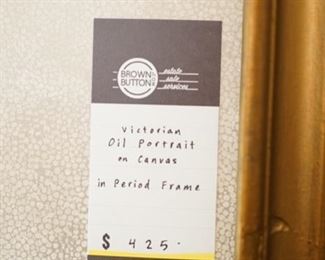 BROWN
BUTTON
estate
sale
services
Victorian
Oil Portrait
on Canvas
in Period Frame
$ 425